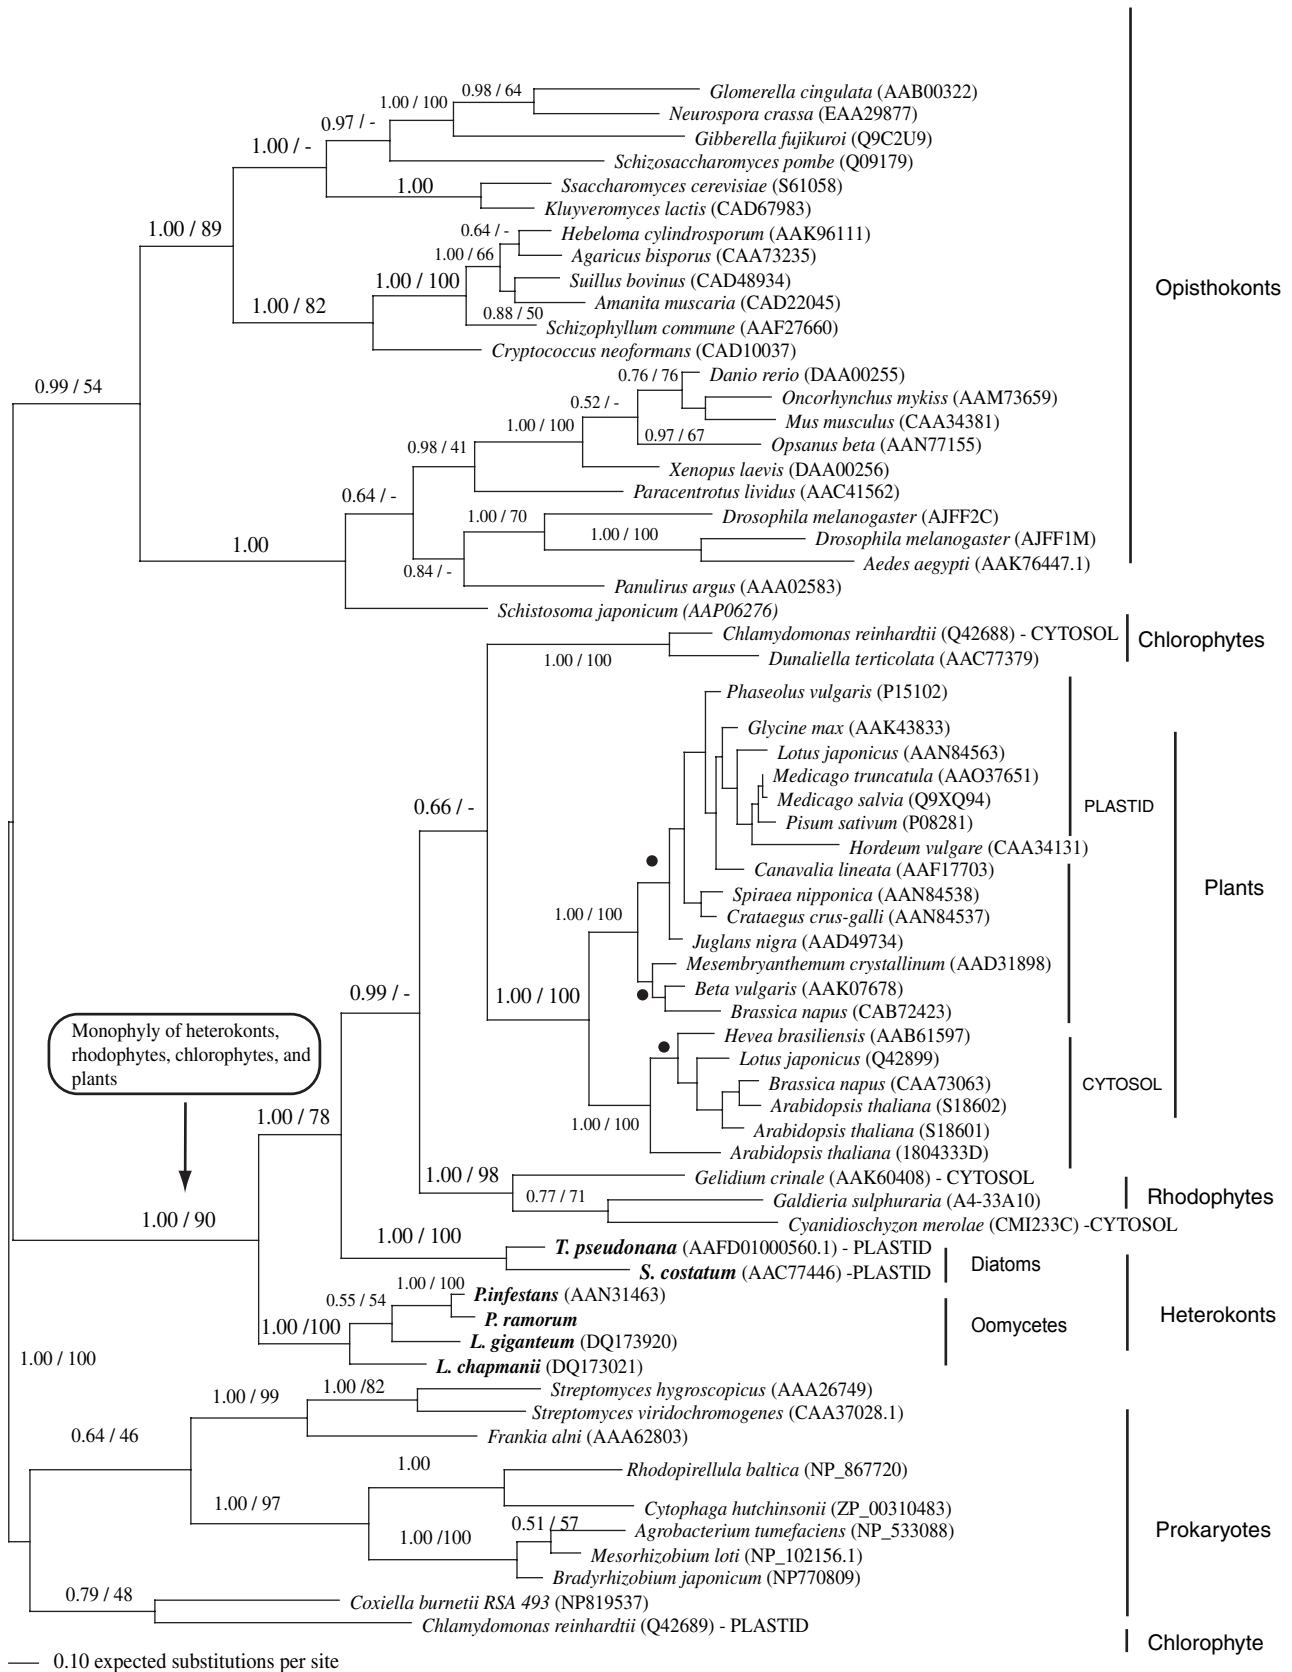 0.98 / 64
Glomerella cingulata (AAB00322)
1.00 / 100
Neurospora crassa (EAA29877)
0.97 / -
Gibberella fujikuroi (Q9C2U9)
1.00 / -
Schizosaccharomyces pombe (Q09179)
1.00
Ssaccharomyces cerevisiae (S61058)
Kluyveromyces lactis (CAD67983)
1.00 / 89
0.64 / -
Hebeloma cylindrosporum (AAK96111)
1.00 / 66
Agaricus bisporus (CAA73235)
1.00 / 100
Suillus bovinus (CAD48934)
Opisthokonts
1.00 / 82
Amanita muscaria (CAD22045)
0.88 / 50
Schizophyllum commune (AAF27660)
Cryptococcus neoformans (CAD10037)
0.76 / 76
Danio rerio (DAA00255)
0.99 / 54
Oncorhynchus mykiss (AAM73659)
0.52 / -
Mus musculus (CAA34381)
1.00 / 100
0.97 / 67
Opsanus beta (AAN77155)
0.98 / 41
Xenopus laevis (DAA00256)
0.64 / -
Paracentrotus lividus (AAC41562)
1.00 / 70
Drosophila melanogaster (AJFF2C)
1.00
1.00 / 100
Drosophila melanogaster (AJFF1M)
Aedes aegypti (AAK76447.1)
0.84 / -
Panulirus argus (AAA02583)
Schistosoma japonicum (AAP06276)
Chlamydomonas reinhardtii (Q42688) - CYTOSOL
Chlorophytes
1.00 / 100
Dunaliella terticolata (AAC77379)
Phaseolus vulgaris (P15102)
Glycine max (AAK43833)
Lotus japonicus (AAN84563)
Medicago truncatula (AAO37651)
Medicago salvia (Q9XQ94)
PLASTID
0.66 / -
Pisum sativum (P08281)
Hordeum vulgare (CAA34131)
Canavalia lineata (AAF17703)
Plants
Spiraea nipponica (AAN84538)
1.00 / 100
Crataegus crus-galli (AAN84537)
Juglans nigra (AAD49734)
Mesembryanthemum crystallinum (AAD31898)
0.99 / -
1.00 / 100
Beta vulgaris (AAK07678)
Brassica napus (CAB72423)
Monophyly of heterokonts,
rhodophytes, chlorophytes, and
plants
Hevea brasiliensis (AAB61597)
Lotus japonicus (Q42899)
Brassica napus (CAA73063)
CYTOSOL
Arabidopsis thaliana (S18602)
1.00 / 78
1.00 / 100
Arabidopsis thaliana (S18601)
Arabidopsis thaliana (1804333D)
1.00 / 98
Gelidium crinale (AAK60408) - CYTOSOL
0.77 / 71
Galdieria sulphuraria (A4-33A10)
Rhodophytes
1.00 / 90
Cyanidioschyzon merolae (CMI233C) -CYTOSOL
1.00 / 100
T. pseudonana (AAFD01000560.1) - PLASTID
Diatoms
S. costatum (AAC77446) -PLASTID
1.00 / 100
P.infestans (AAN31463)
0.55 / 54
Heterokonts
P. ramorum
Oomycetes
1.00 /100
L. giganteum (DQ173920)
1.00 / 100
L. chapmanii (DQ173021)
1.00 /82
Streptomyces hygroscopicus (AAA26749)
1.00 / 99
Streptomyces viridochromogenes (CAA37028.1)
0.64 / 46
Frankia alni (AAA62803)
1.00
Rhodopirellula baltica (NP_867720)
1.00 / 97
Cytophaga hutchinsonii (ZP_00310483)
0.51 / 57
Agrobacterium tumefaciens (NP_533088)
Prokaryotes
1.00 /100
Mesorhizobium loti (NP_102156.1)
Bradyrhizobium japonicum (NP770809)
0.79 / 48
Coxiella burnetii RSA 493 (NP819537)
Chlamydomonas reinhardtii (Q42689) - PLASTID
Chlorophyte
0.10 expected substitutions per site